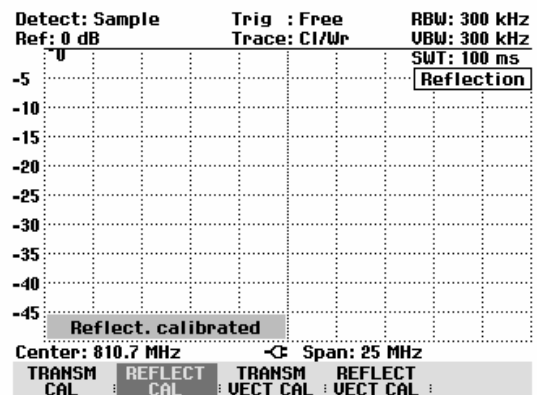 Detect: Sample Trig : Free RBW: 300 kHz
Ref: 0 dB Trace: Cl/Wr VBW: 300 kHz
SWT: 100 ms
-0
-5 Reflection
-10
-15
-20
-25
-30
-35
-40
-45
Reflect. calibrated
Center: 810.7 MHz Span: 25 MHz
TRANSM REFLECT TRANSM REFLECT
CAL CAL VECT CAL VECT CAL